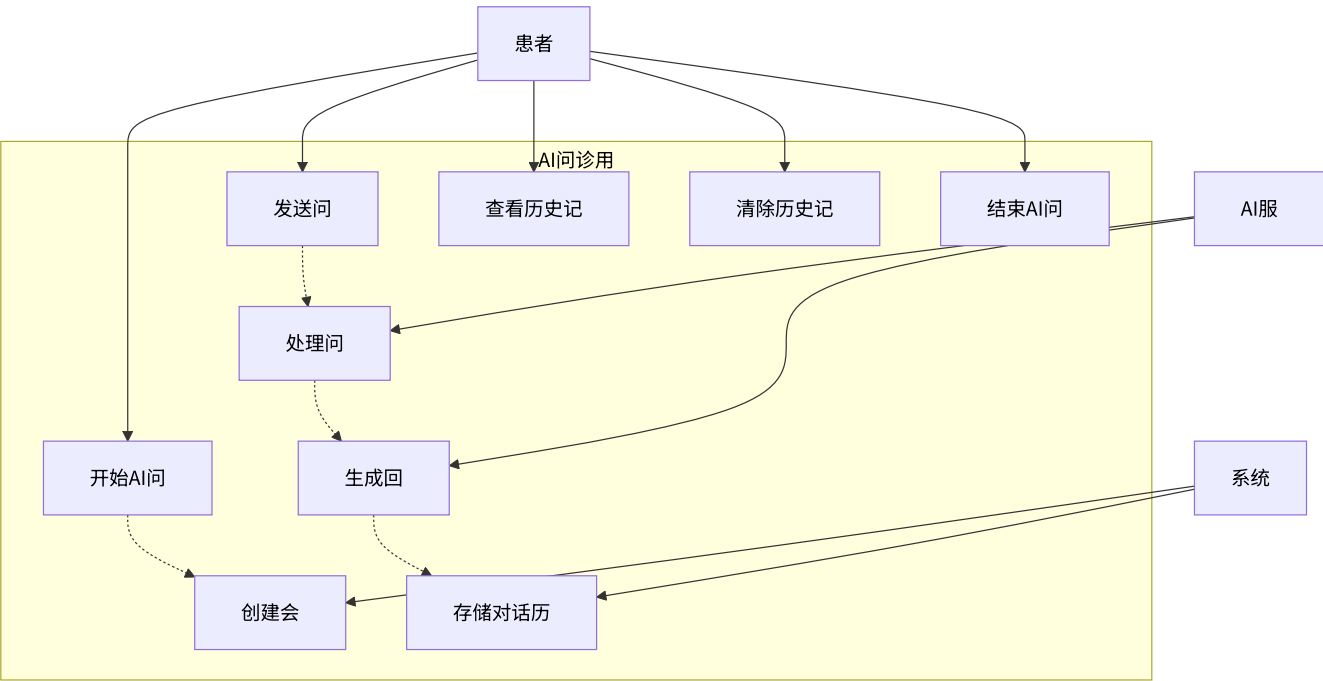 患者
AI问诊用
发送问
查看历史记
清除历史记
结束AI问
AI服
处理问
开始AI问
生成回
系统
创建会
存储对话历